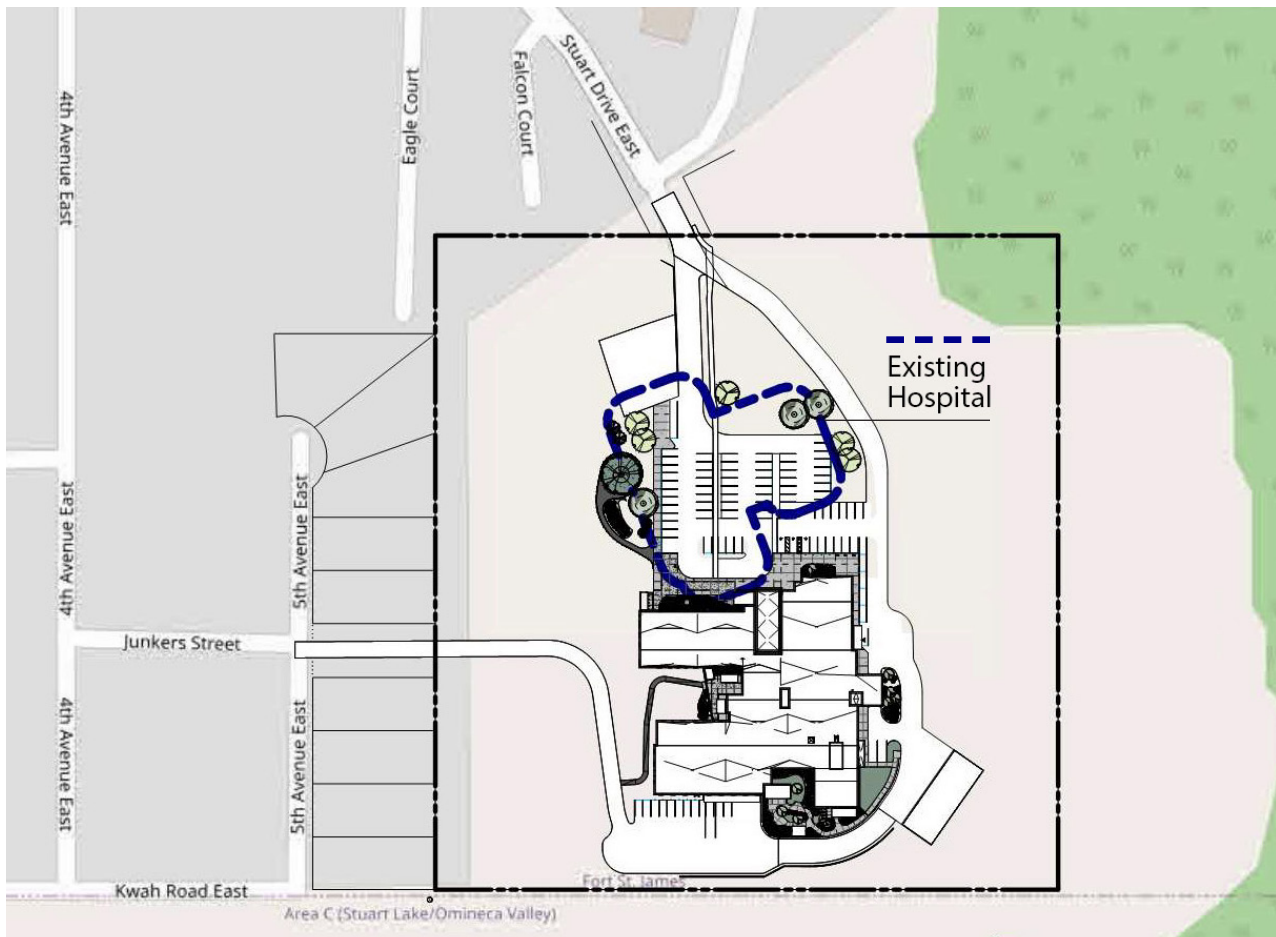 Stuart Drive East
Eagle Court
Falcon Court
4th Avenue East
Existing
Hospital
4th Avenue East
5th Avenue East
Junkers Street
4th Avenue East
5th Avenue East
Kwah Road East
Fort St. James
Area C (Stuart Lake/Omineca Valley)